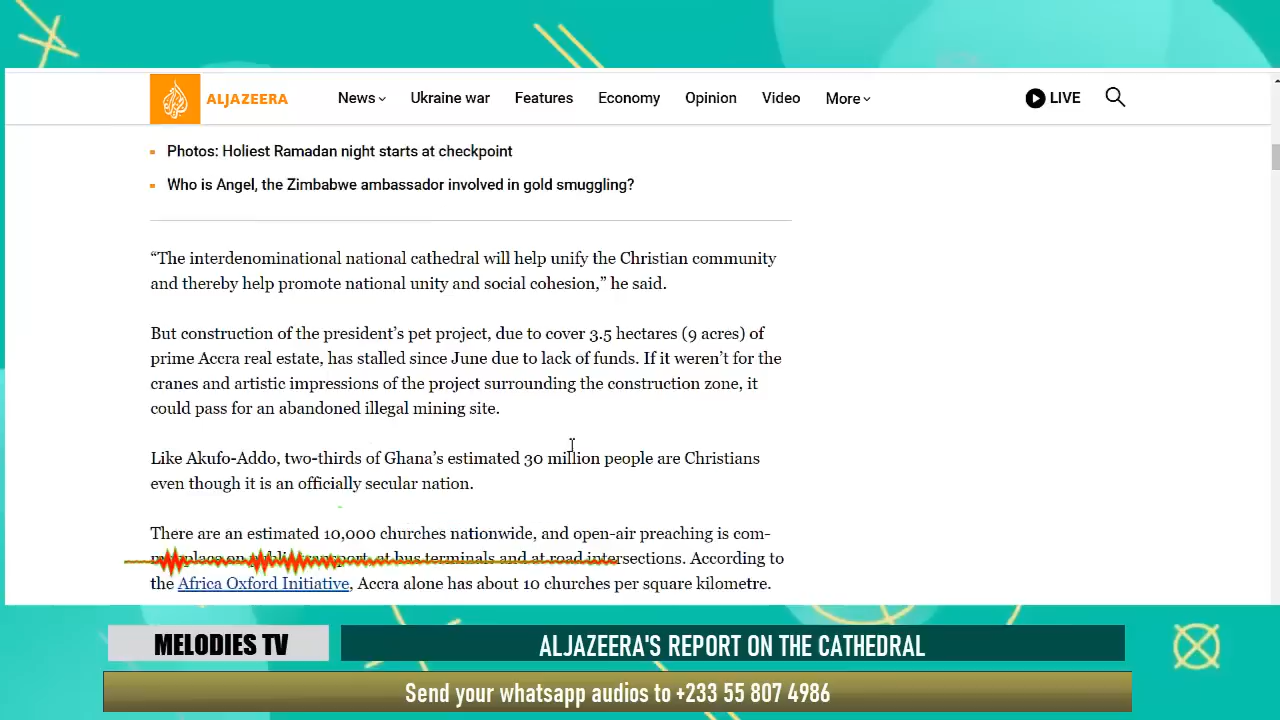 ALJAZEERA
News
Ukraine war
Features
Economy
Opinion
Video
More
LIVE
Photos: Holiest Ramadan night starts at checkpoint
Who is Angel, the Zimbabwe ambassador involved in gold smuggling?
“The interdenominational national cathedral will help unify the Christian community
and thereby help promote national unity and social cohesion,” he said.
But construction of the president’s pet project, due to cover 3.5 hectares (9 acres) of
prime Accra real estate, has stalled since June due to lack of funds. If it weren’t for the
cranes and artistic impressions of the project surrounding the construction zone, it
could pass for an abandoned illegal mining site.
Like Akufo-Addo, two-thirds of Ghana’s estimated 30 million people are Christians
even though it is an officially secular nation.
There are an estimated 10,000 churches nationwide, and open-air preaching is com-
monplace on public transport, at bus terminals and at road intersections. According to
the Africa Oxford Initiative, Accra alone has about 10 churches per square kilometre.
MELODIES TV
ALJAZEERA'S REPORT ON THE CATHEDRAL
Send your whatsapp audios to +233 55 807 4986